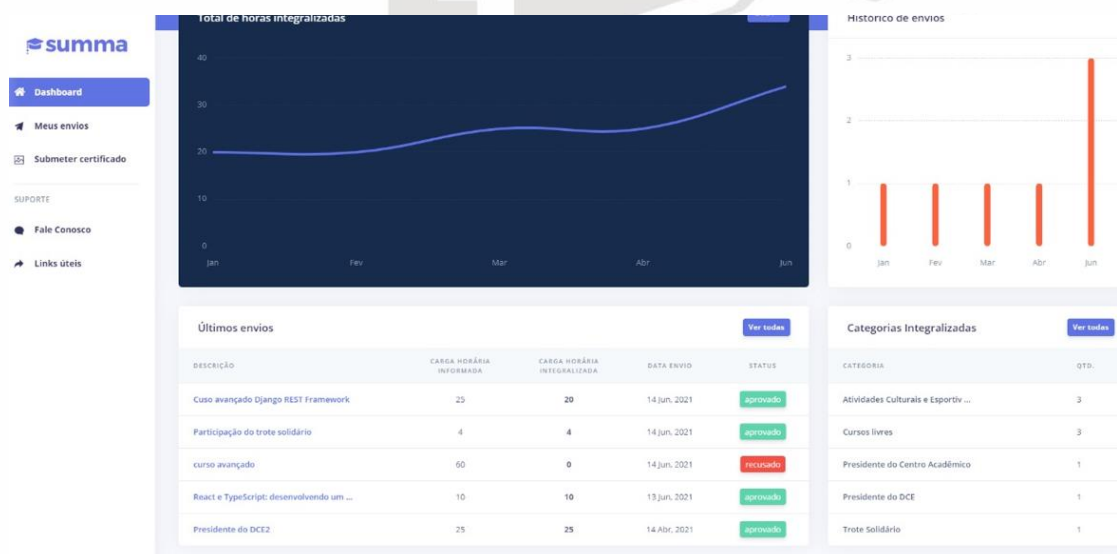 summa
Dashboard
Meus envios
Submeter certificado
SUPORTE
Fale Conosco
Links úteis
Total de horas integralizadas
40
30
20
10
0
Jan Fev Mar Abr Jun
Histórico de envios
3
2
1
0
Jan Fev Mar Abr Jun
Últimos envios Ver todas
DESCRIÇÃO CARGA HORÁRIA INFORMADA CARGA HORÁRIA INTEGRALIZADA DATA ENVIO STATUS
Cuso avançado Django REST Framework 25 20 14 Jun, 2021 aprovado
Participação do trote solidário 4 4 14 Jun, 2021 aprovado
curso avançado 60 0 14 Jun, 2021 recusado
React e TypeScript: desenvolvendo um ... 10 10 13 Jun, 2021 aprovado
Presidente do DCE2 25 25 14 Abr, 2021 aprovado
Categorias Integralizadas Ver todas
CATEGORIA QTD.
Atividades Culturais e Esportiv ... 3
Cursos livres 3
Presidente do Centro Acadêmico 1
Presidente do DCE 1
Trote Solidário 1